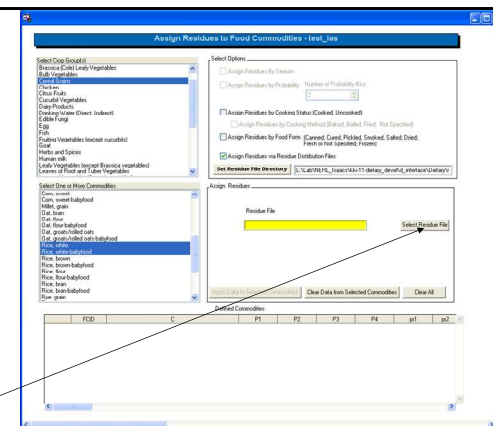 Assign Residues to Food Commodities - test_ies
Select Crop Group(s)
Brassica (Cole) Leafy Vegetables
Bulb Vegetables
Cereal Grains
Chicken
Citrus Fruits
Cucurbit Vegetables
Dairy Products
Drinking Water (Direct, Indirect)
Edible Fungi
Egg
Fish
Fruiting Vegetables (except cucurbits)
Goat
Herbs and Spices
Human milk
Leafy Vegetables (except Brassica vegetables)
Leaves of Root and Tuber Vegetables
Select Options
Assign Residues By Season
Assign Residues by Probability
Number of Probability Bins
2
Assign Residues by Cooking Status (Cooked, Uncooked)
Assign Residues by Cooking Method (Baked, Boiled, Fried, Not Specified)
Assign Residues by Food Form (Canned; Cured, Pickled, Smoked, Salted; Dried;
Fresh or Not Specified; Frozen)
Assign Residues via Residue Distribution Files
Set Residue File Directory
Select One or More Commodities
Corn, sweet
Corn, sweet-babyfood
Millet, grain
Oat, bran
Oat, flour
Oat, flour-babyfood
Oat, groats/rolled oats
Oat, groats/rolled oats-babyfood
Rice, white
Rice, white-babyfood
Rice, brown
Rice, brown-babyfood
Rice, flour
Rice, flour-babyfood
Rice, bran
Rice, bran-babyfood
Rye, grain
Assign Residues
Residue File
Select Residue File
Apply Data to Selected Commodities
Clear Data from Selected Commodities
Clear All
Defined Commodities
FCID C P1 P2 P3 P4 pr1 pr2